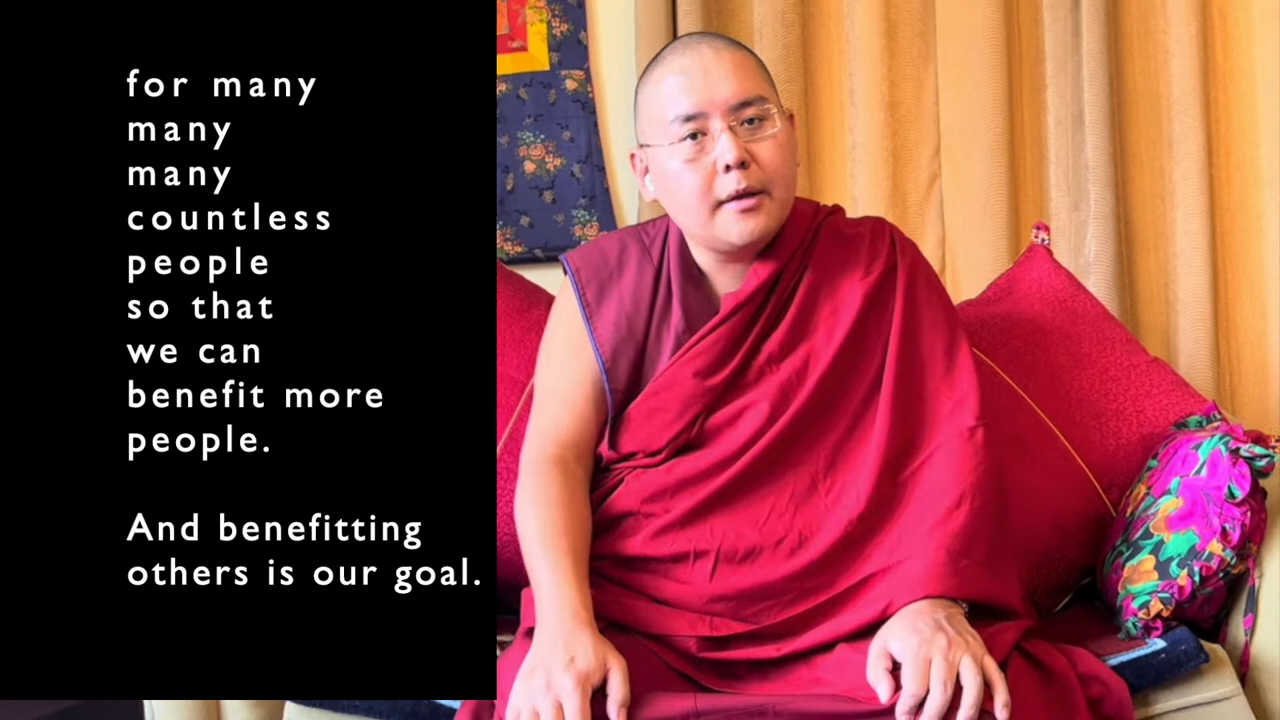 for many
many
many
countless
people
so that
we can
benefit more
people.
And benefitting
others is our goal.